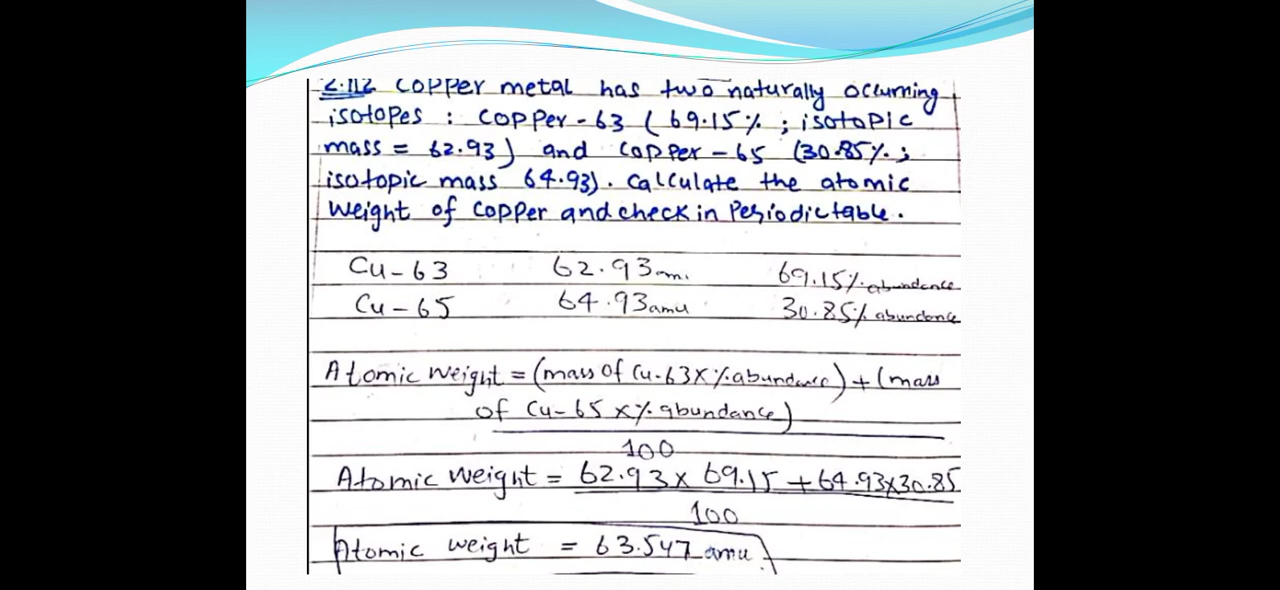 2.112 Copper metal has two naturally occurring
isotopes : copper-63 (69.15% ; isotopic
mass = 62.93) and copper-65 (30.85% ;
isotopic mass 64.93). Calculate the atomic
weight of copper and check in Periodic table.
Cu-63 62.93am. 69.15% abundance
Cu-65 64.93amu 30.85% abundance
Atomic weight = (mass of Cu-63 X % abundance) + (mass
of Cu-65 X % abundance)
100
Atomic weight = 62.93 X 69.15 + 64.93X30.85
100
Atomic weight = 63.547 amu